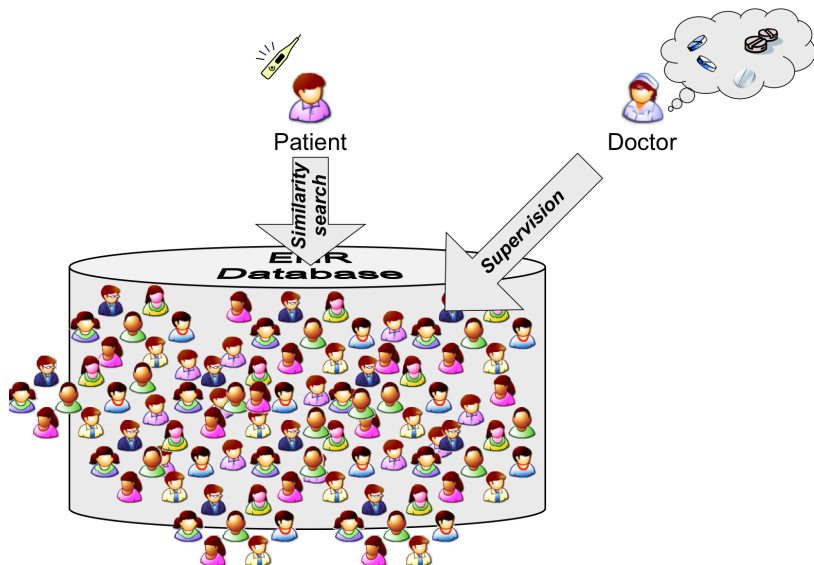 Patient
Doctor
Similarity
search
Supervision
Database